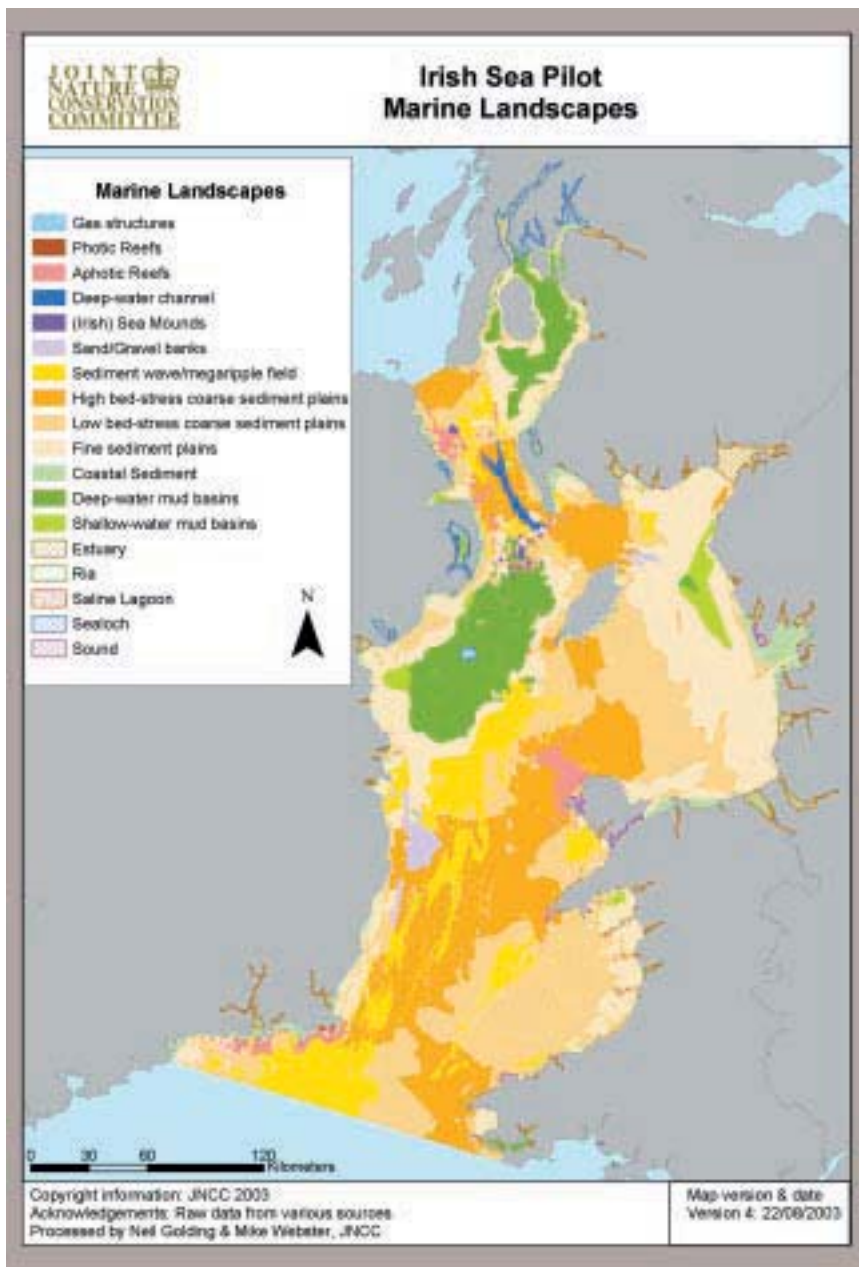 JOINT
NATURE
CONSERVATION
COMMITTEE
Irish Sea Pilot
Marine Landscapes
Marine Landscapes
Gas structures
Photic Reefs
Aphotic Reefs
Deep-water channel
(Irish) Sea Mounds
Sand/Gravel banks
Sediment wave/megaripple field
High bed-stress coarse sediment plains
Low bed-stress coarse sediment plains
Fine sediment plains
Coastal Sediment
Deep-water mud basins
Shallow-water mud basins
Estuary
Ria
Saline Lagoon
Sealoch
Sound
N
0 30 60 120
Kilometers
Copyright information: JNCC 2003
Acknowledgements: Raw data from various sources
Processed by Neil Golding & Mike Webster, JNCC
Map version & date
Version 4: 22/08/2003